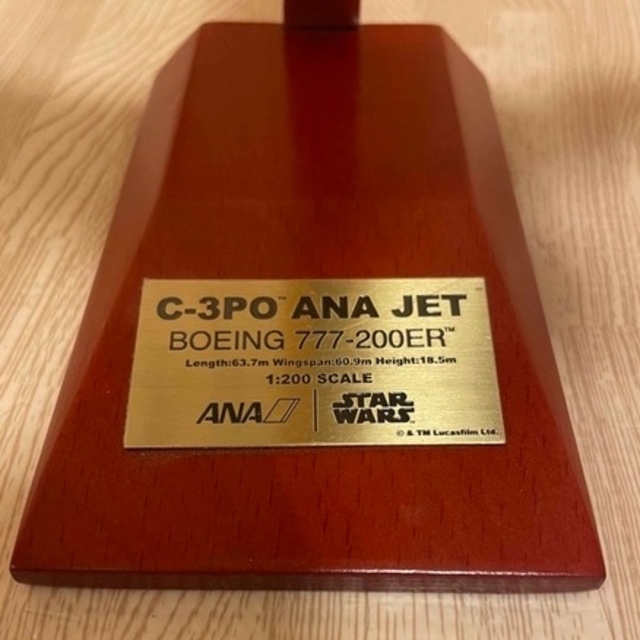 C-3PO™ ANA JET
BOEING 777-200ER™
Length:63.7m Wingspan:60.9m Height:18.5m
1:200 SCALE
ANA STAR WARS
© & TM Lucasfilm Ltd.